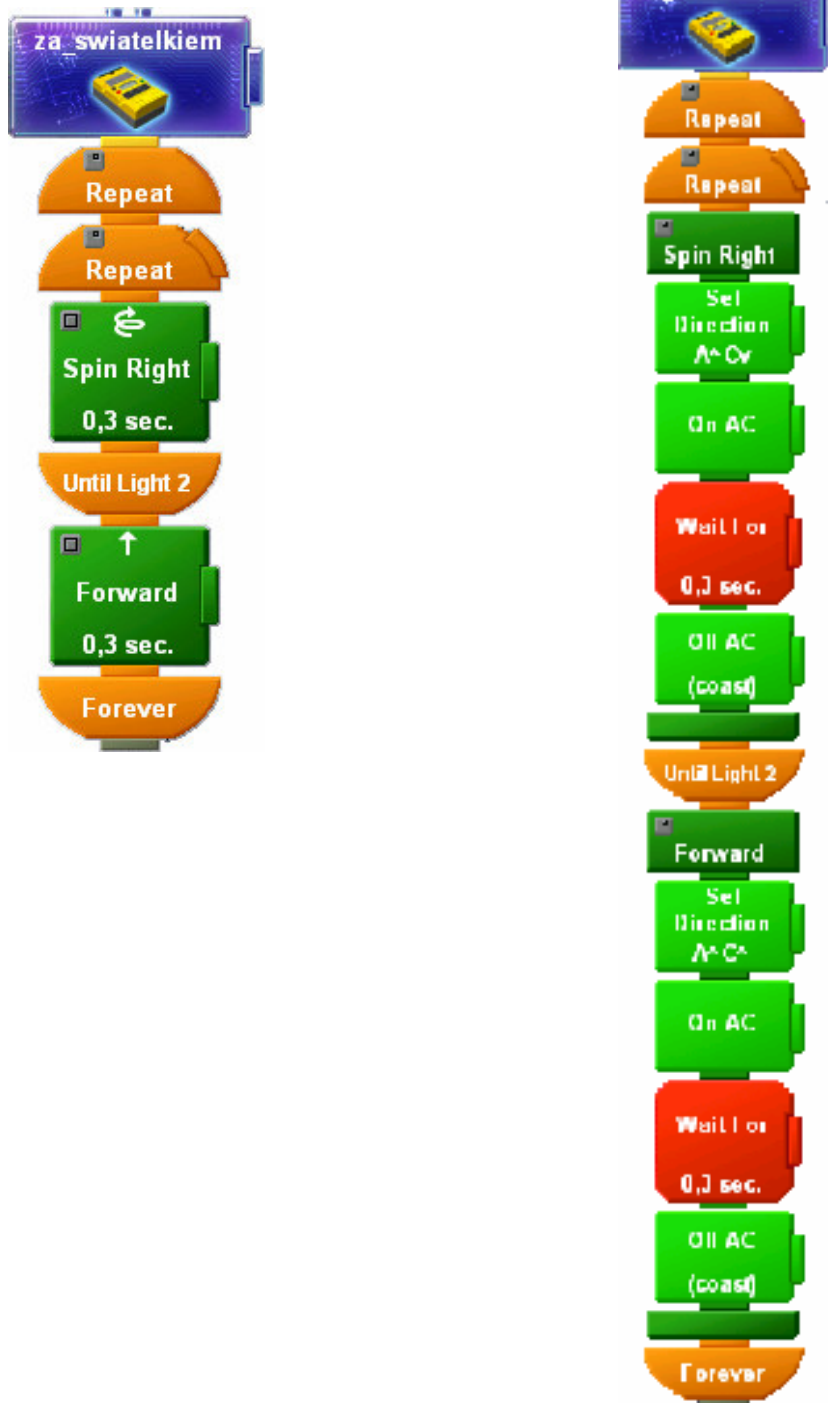 za_swiatelkiem
Repeat
Repeat
Spin Right
0,3 sec.
Until Light 2
Forward
0,3 sec.
Forever
Repeat
Repeat
Spin Right
Set
Direction
A^ Cv
On AC
Wait For
0,3 sec.
Off AC
(coast)
Until Light 2
Forward
Set
Direction
A^ C^
On AC
Wait For
0,3 sec.
Off AC
(coast)
Forever